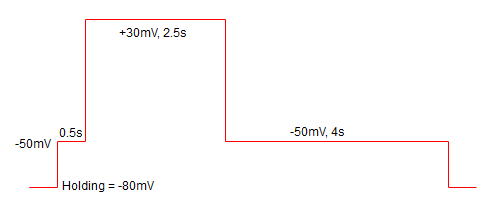 +30mV, 2.5s
0.5s
-50mV, 4s
-50mV
Holding = -80mV